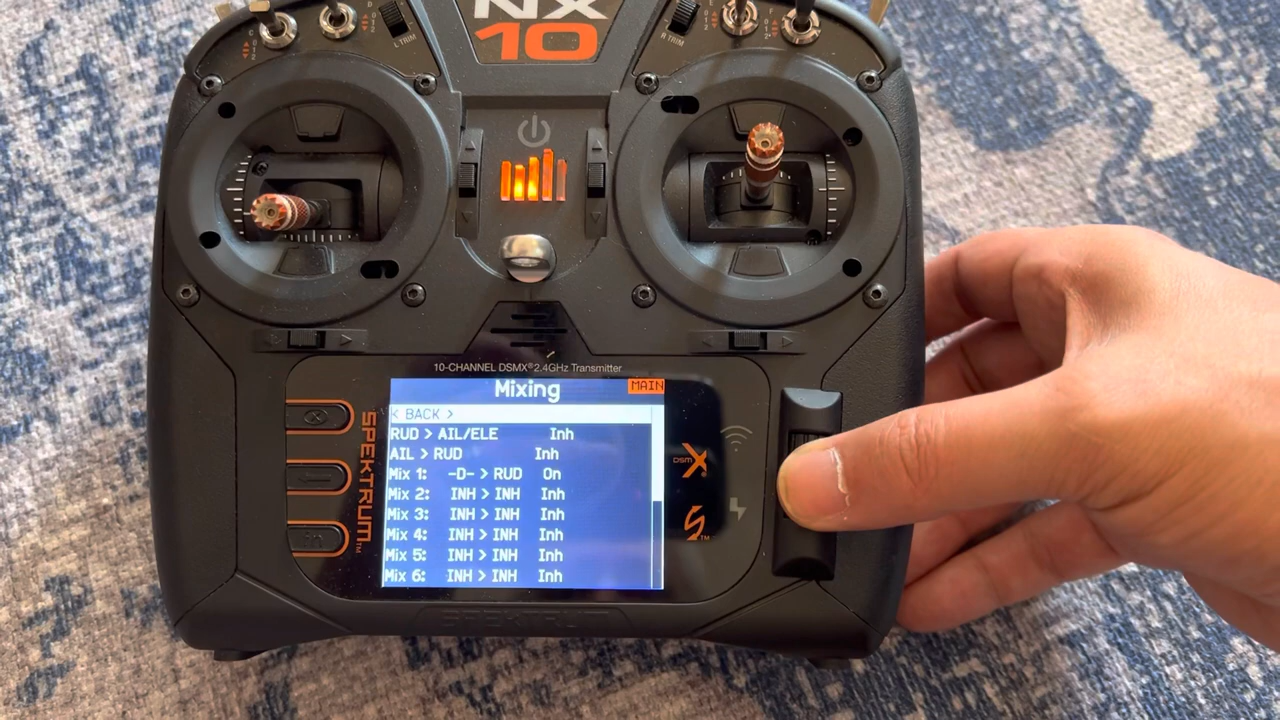 NX
10
L TRIM
R TRIM
10-CHANNEL DSMX® 2.4GHz Transmitter
Mixing MAIN
< BACK >
RUD > AIL/ELE Inh
AIL > RUD Inh
Mix 1: -D- > RUD On
Mix 2: INH > INH Inh
Mix 3: INH > INH Inh
Mix 4: INH > INH Inh
Mix 5: INH > INH Inh
Mix 6: INH > INH Inh
SPEKTRUM™
DSMX
SPEKTRUM